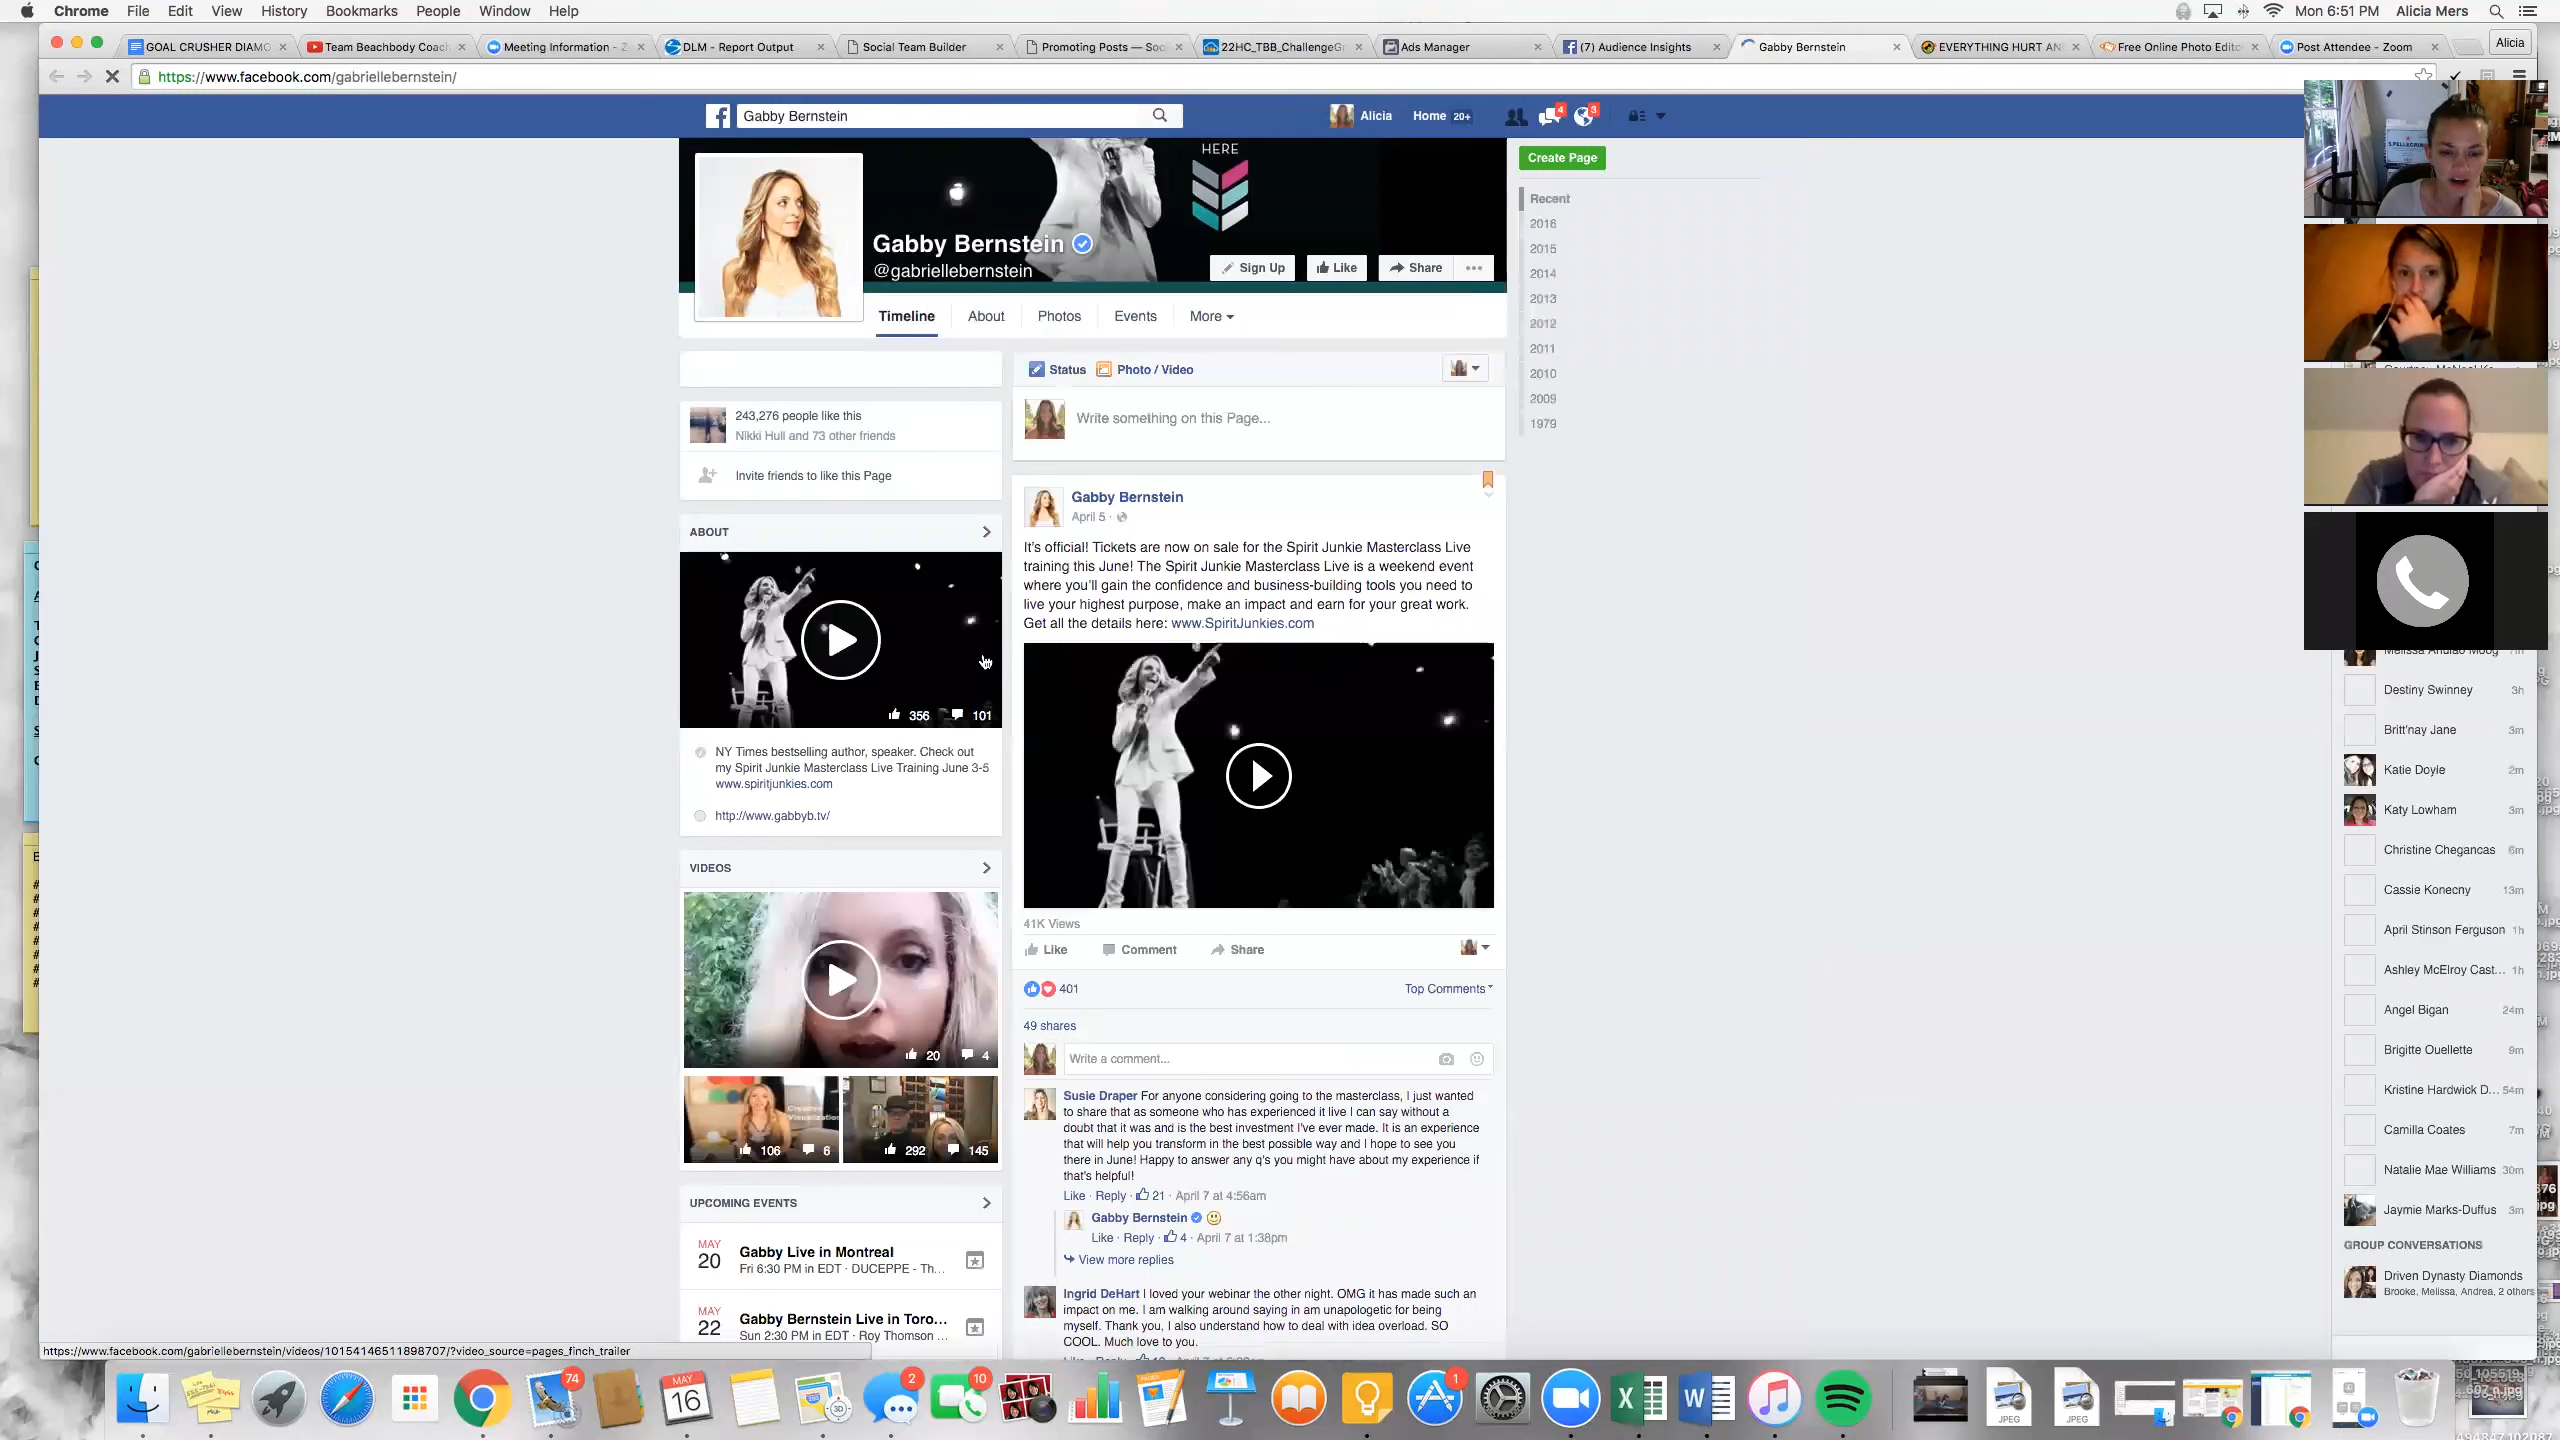 Chrome File Edit View History Bookmarks People Window Help Mon 6:51 PM Alicia Mers
GOAL CRUSHER DIAMO Team Beachbody Coac Meeting Information - Z DLM - Report Output Social Team Builder Promoting Posts — Soc 22HC_TBB_ChallengeG Ads Manager (7) Audience Insights Gabby Bernstein EVERYTHING HURT AN Free Online Photo Edito Post Attendee - Zoom Alicia
https://www.facebook.com/gabriellebernstein/
Gabby Bernstein Alicia Home 20+ 4 3
HERE
Gabby Bernstein
@gabriellebernstein
Sign Up Like Share
Timeline About Photos Events More
Create Page
Recent
2016
2015
2014
2013
2012
2011
2010
2009
1979
243,276 people like this
Nikki Hull and 73 other friends
Invite friends to like this Page
ABOUT
356 101
NY Times bestselling author, speaker. Check out
my Spirit Junkie Masterclass Live Training June 3-5
www.spiritjunkies.com
http://www.gabbyb.tv/
VIDEOS
20 4
106 6 292 145
UPCOMING EVENTS
MAY
20
Gabby Live in Montreal
Fri 6:30 PM in EDT · DUCEPPE - Th...
MAY
22
Gabby Bernstein Live in Toro...
Sun 2:30 PM in EDT · Roy Thomson ...
Status Photo / Video
Write something on this Page...
Gabby Bernstein
April 5
It's official! Tickets are now on sale for the Spirit Junkie Masterclass Live
training this June! The Spirit Junkie Masterclass Live is a weekend event
where you'll gain the confidence and business-building tools you need to
live your highest purpose, make an impact and earn for your great work.
Get all the details here: www.SpiritJunkies.com
41K Views
Like Comment Share
401 Top Comments
49 shares
Write a comment...
Susie Draper For anyone considering going to the masterclass, I just wanted
to share that as someone who has experienced it live I can say without a
doubt that it was and is the best investment I've ever made. It is an experience
that will help you transform in the best possible way and I hope to see you
there in June! Happy to answer any q's you might have about my experience if
that's helpful!
Like · Reply · 21 · April 7 at 4:56am
Gabby Bernstein
Like · Reply · 4 · April 7 at 1:38pm
View more replies
Ingrid DeHart I loved your webinar the other night. OMG it has made such an
impact on me. I am walking around saying in am unapologetic for being
myself. Thank you, I also understand how to deal with idea overload. SO
COOL. Much love to you.
S.PELLEGRINO
Destiny Swinney 3h
Britt'nay Jane 3m
Katie Doyle 2m
Katy Lowham 3m
Christine Chegancas 6m
Cassie Konecny 13m
April Stinson Ferguson 1h
Ashley McElroy Cast... 1h
Angel Bigan 24m
Brigitte Ouellette 9m
Kristine Hardwick D... 54m
Camilla Coates 7m
Natalie Mae Williams 30m
Jaymie Marks-Duffus 3m
GROUP CONVERSATIONS
Driven Dynasty Diamonds
Brooke, Melissa, Andrea, 2 others
https://www.facebook.com/gabriellebernstein/videos/10154146511898707/?video_source=pages_finch_trailer
74 MAY 16 2 10 1
JPEG JPEG